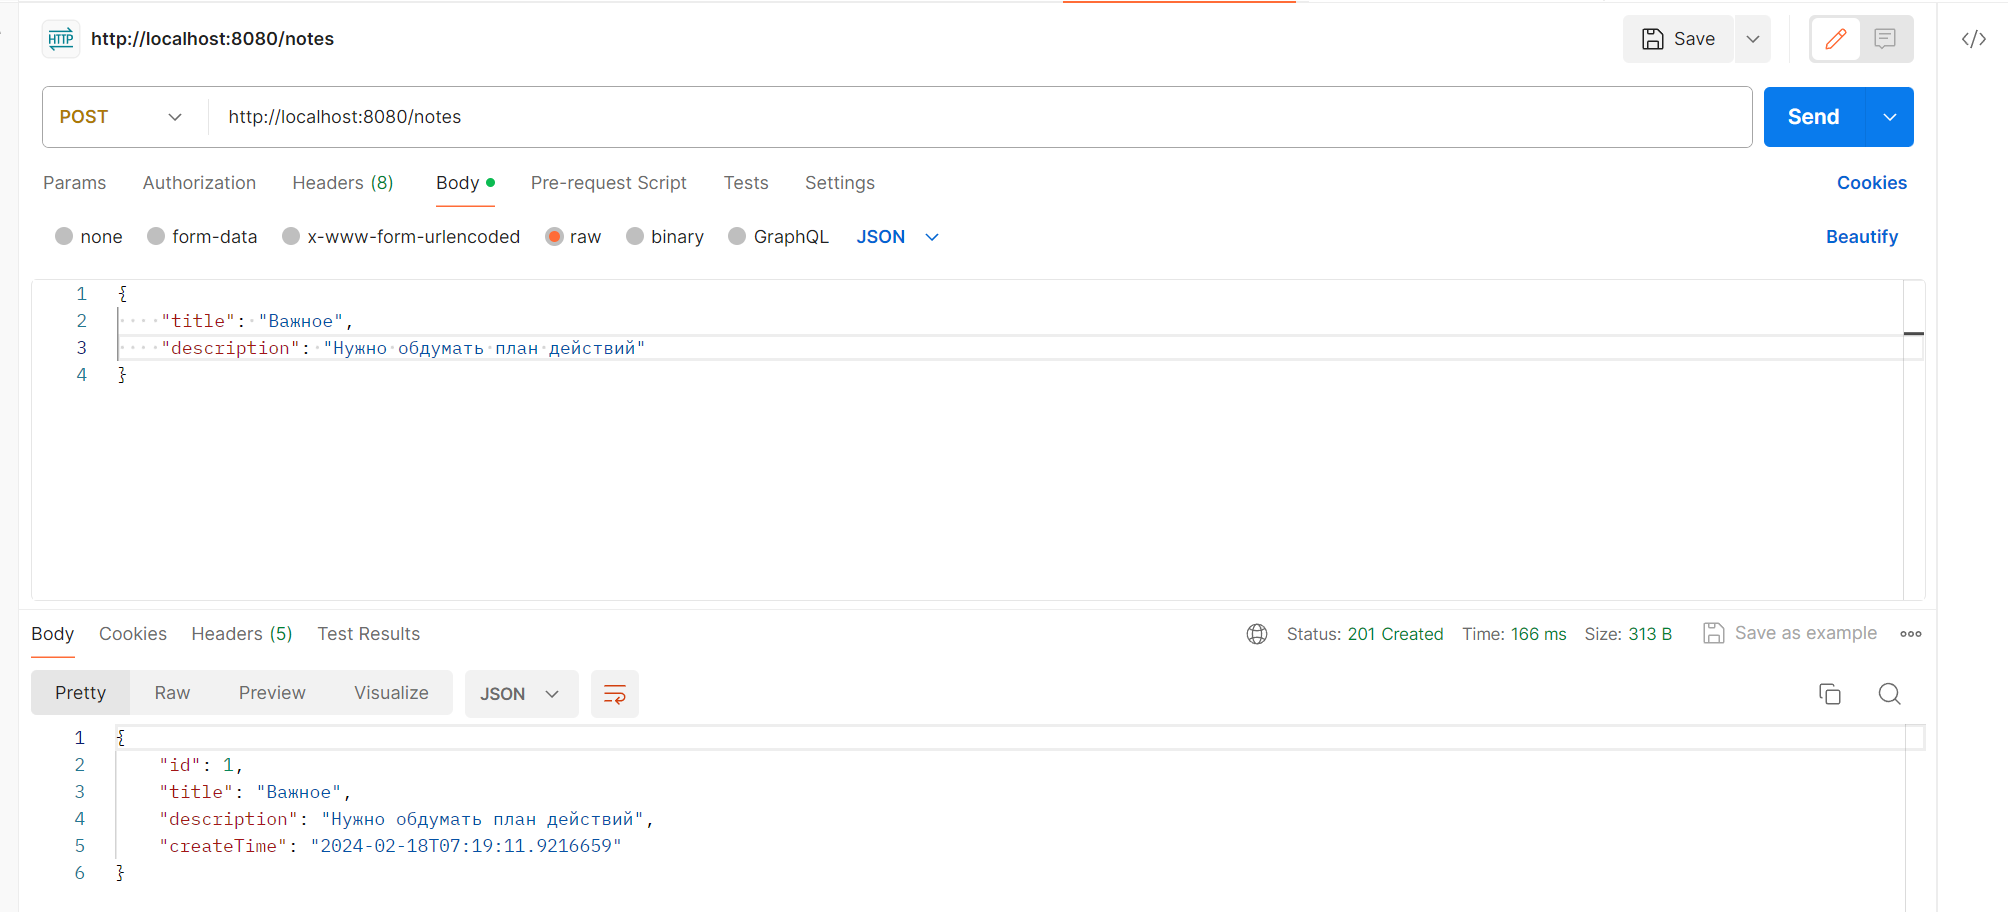 HTTP http://localhost:8080/notes Save
POST http://localhost:8080/notes Send
Params Authorization Headers (8) Body Pre-request Script Tests Settings Cookies
none form-data x-www-form-urlencoded raw binary GraphQL JSON Beautify
1 {
2 "title": "Важное",
3 "description": "Нужно обдумать план действий"
4 }
Body Cookies Headers (5) Test Results Status: 201 Created Time: 166 ms Size: 313 B Save as example
Pretty Raw Preview Visualize JSON
1 {
2 "id": 1,
3 "title": "Важное",
4 "description": "Нужно обдумать план действий",
5 "createTime": "2024-02-18T07:19:11.9216659"
6 }